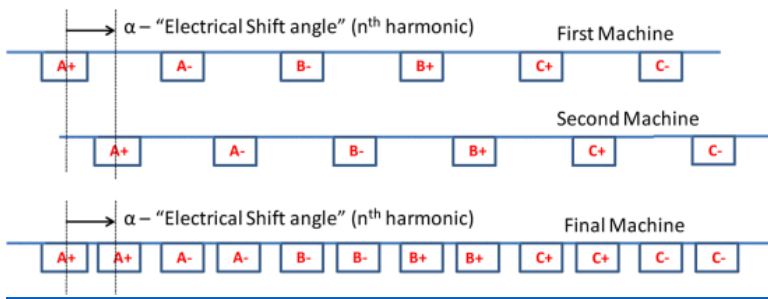 α – “Electrical Shift angle” (nth harmonic) First Machine
A+ A- B- B+ C+ C-
Second Machine
A+ A- B- B+ C+ C-
α – “Electrical Shift angle” (nth harmonic) Final Machine
A+ A+ A- A- B- B- B+ B+ C+ C+ C- C-